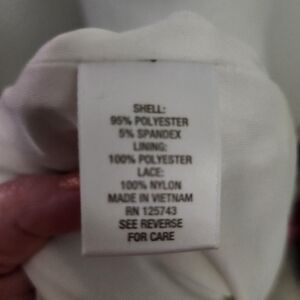 SHELL:
95% POLYESTER
5% SPANDEX
LINING:
100% POLYESTER
LACE:
100% NYLON
MADE IN VIETNAM
RN 125743
SEE REVERSE
FOR CARE